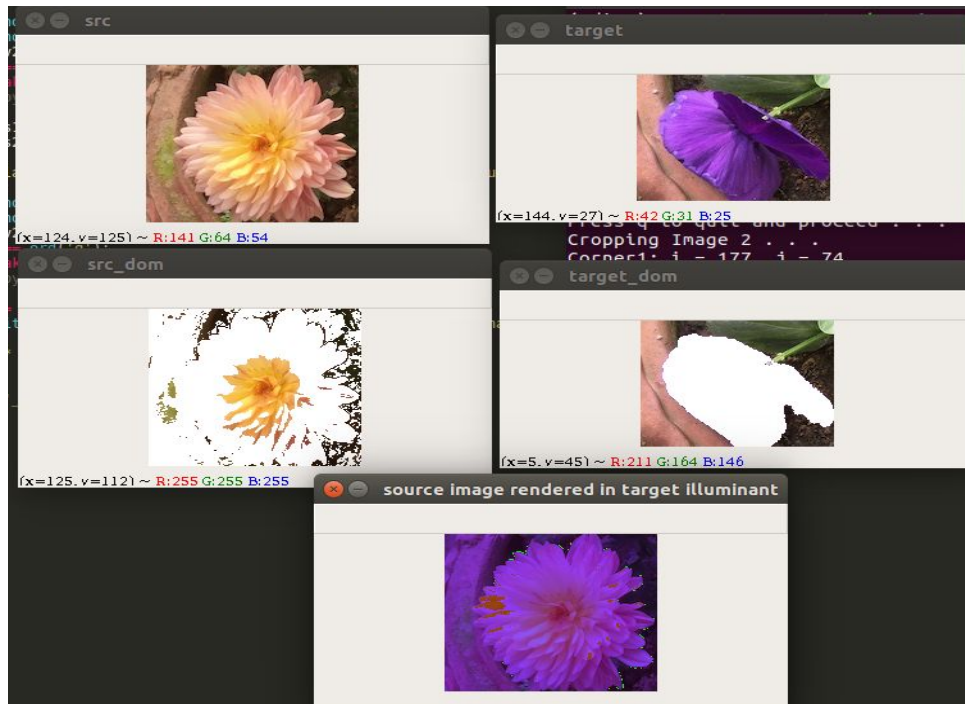 src
target
(x=124, y=125) ~ R:141 G:64 B:54
(x=144, y=27) ~ R:42 G:31 B:25
Press q to quit and proceed . . .
Cropping Image 2 . . .
Corner1: i = 177, j = 74
src_dom
target_dom
(x=125, y=112) ~ R:255 G:255 B:255
(x=5, y=45) ~ R:211 G:164 B:146
source image rendered in target illuminant